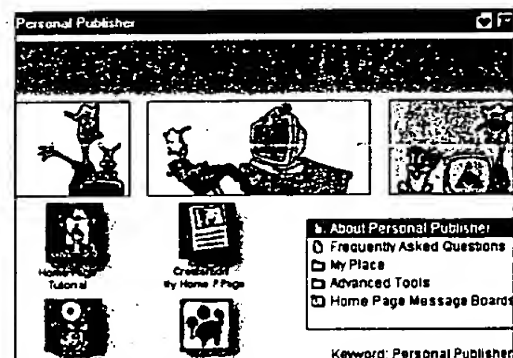 Personal Publisher
Home Page
Tutorial
Create/Edit
My Home Page
About Personal Publisher
Frequently Asked Questions
My Place
Advanced Tools
Home Page Message Boards
Keyword: Personal Publisher